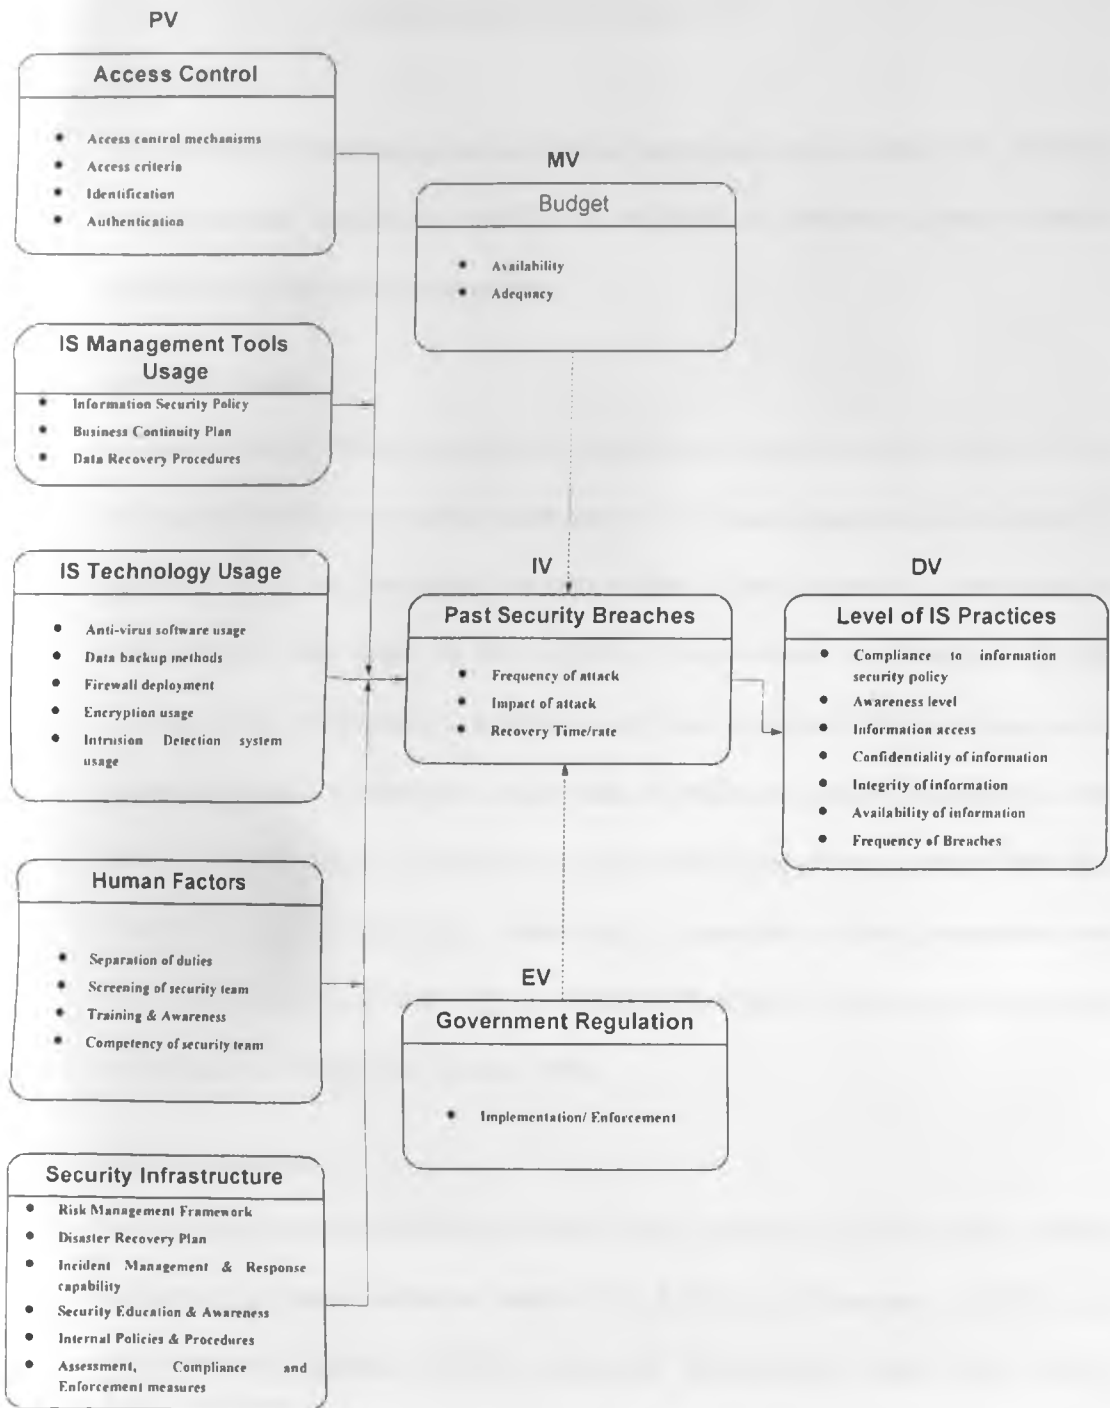 PV
Access Control
• Access control mechanisms
• Access criteria
• Identification
• Authentication
IS Management Tools
Usage
• Information Security Policy
• Business Continuity Plan
• Data Recovery Procedures
IS Technology Usage
• Anti-virus software usage
• Data backup methods
• Firewall deployment
• Encryption usage
• Intrusion Detection system
usage
Human Factors
• Separation of duties
• Screening of security team
• Training & Awareness
• Competency of security team
Security Infrastructure
• Risk Management Framework
• Disaster Recovery Plan
• Incident Management & Response
capability
• Security Education & Awareness
• Internal Policies & Procedures
• Assessment, Compliance and
Enforcement measures
MV
Budget
• Availability
• Adequacy
IV
Past Security Breaches
• Frequency of attack
• Impact of attack
• Recovery Time/rate
EV
Government Regulation
• Implementation/ Enforcement
DV
Level of IS Practices
• Compliance to information
security policy
• Awareness level
• Information access
• Confidentiality of information
• Integrity of information
• Availability of information
• Frequency of Breaches